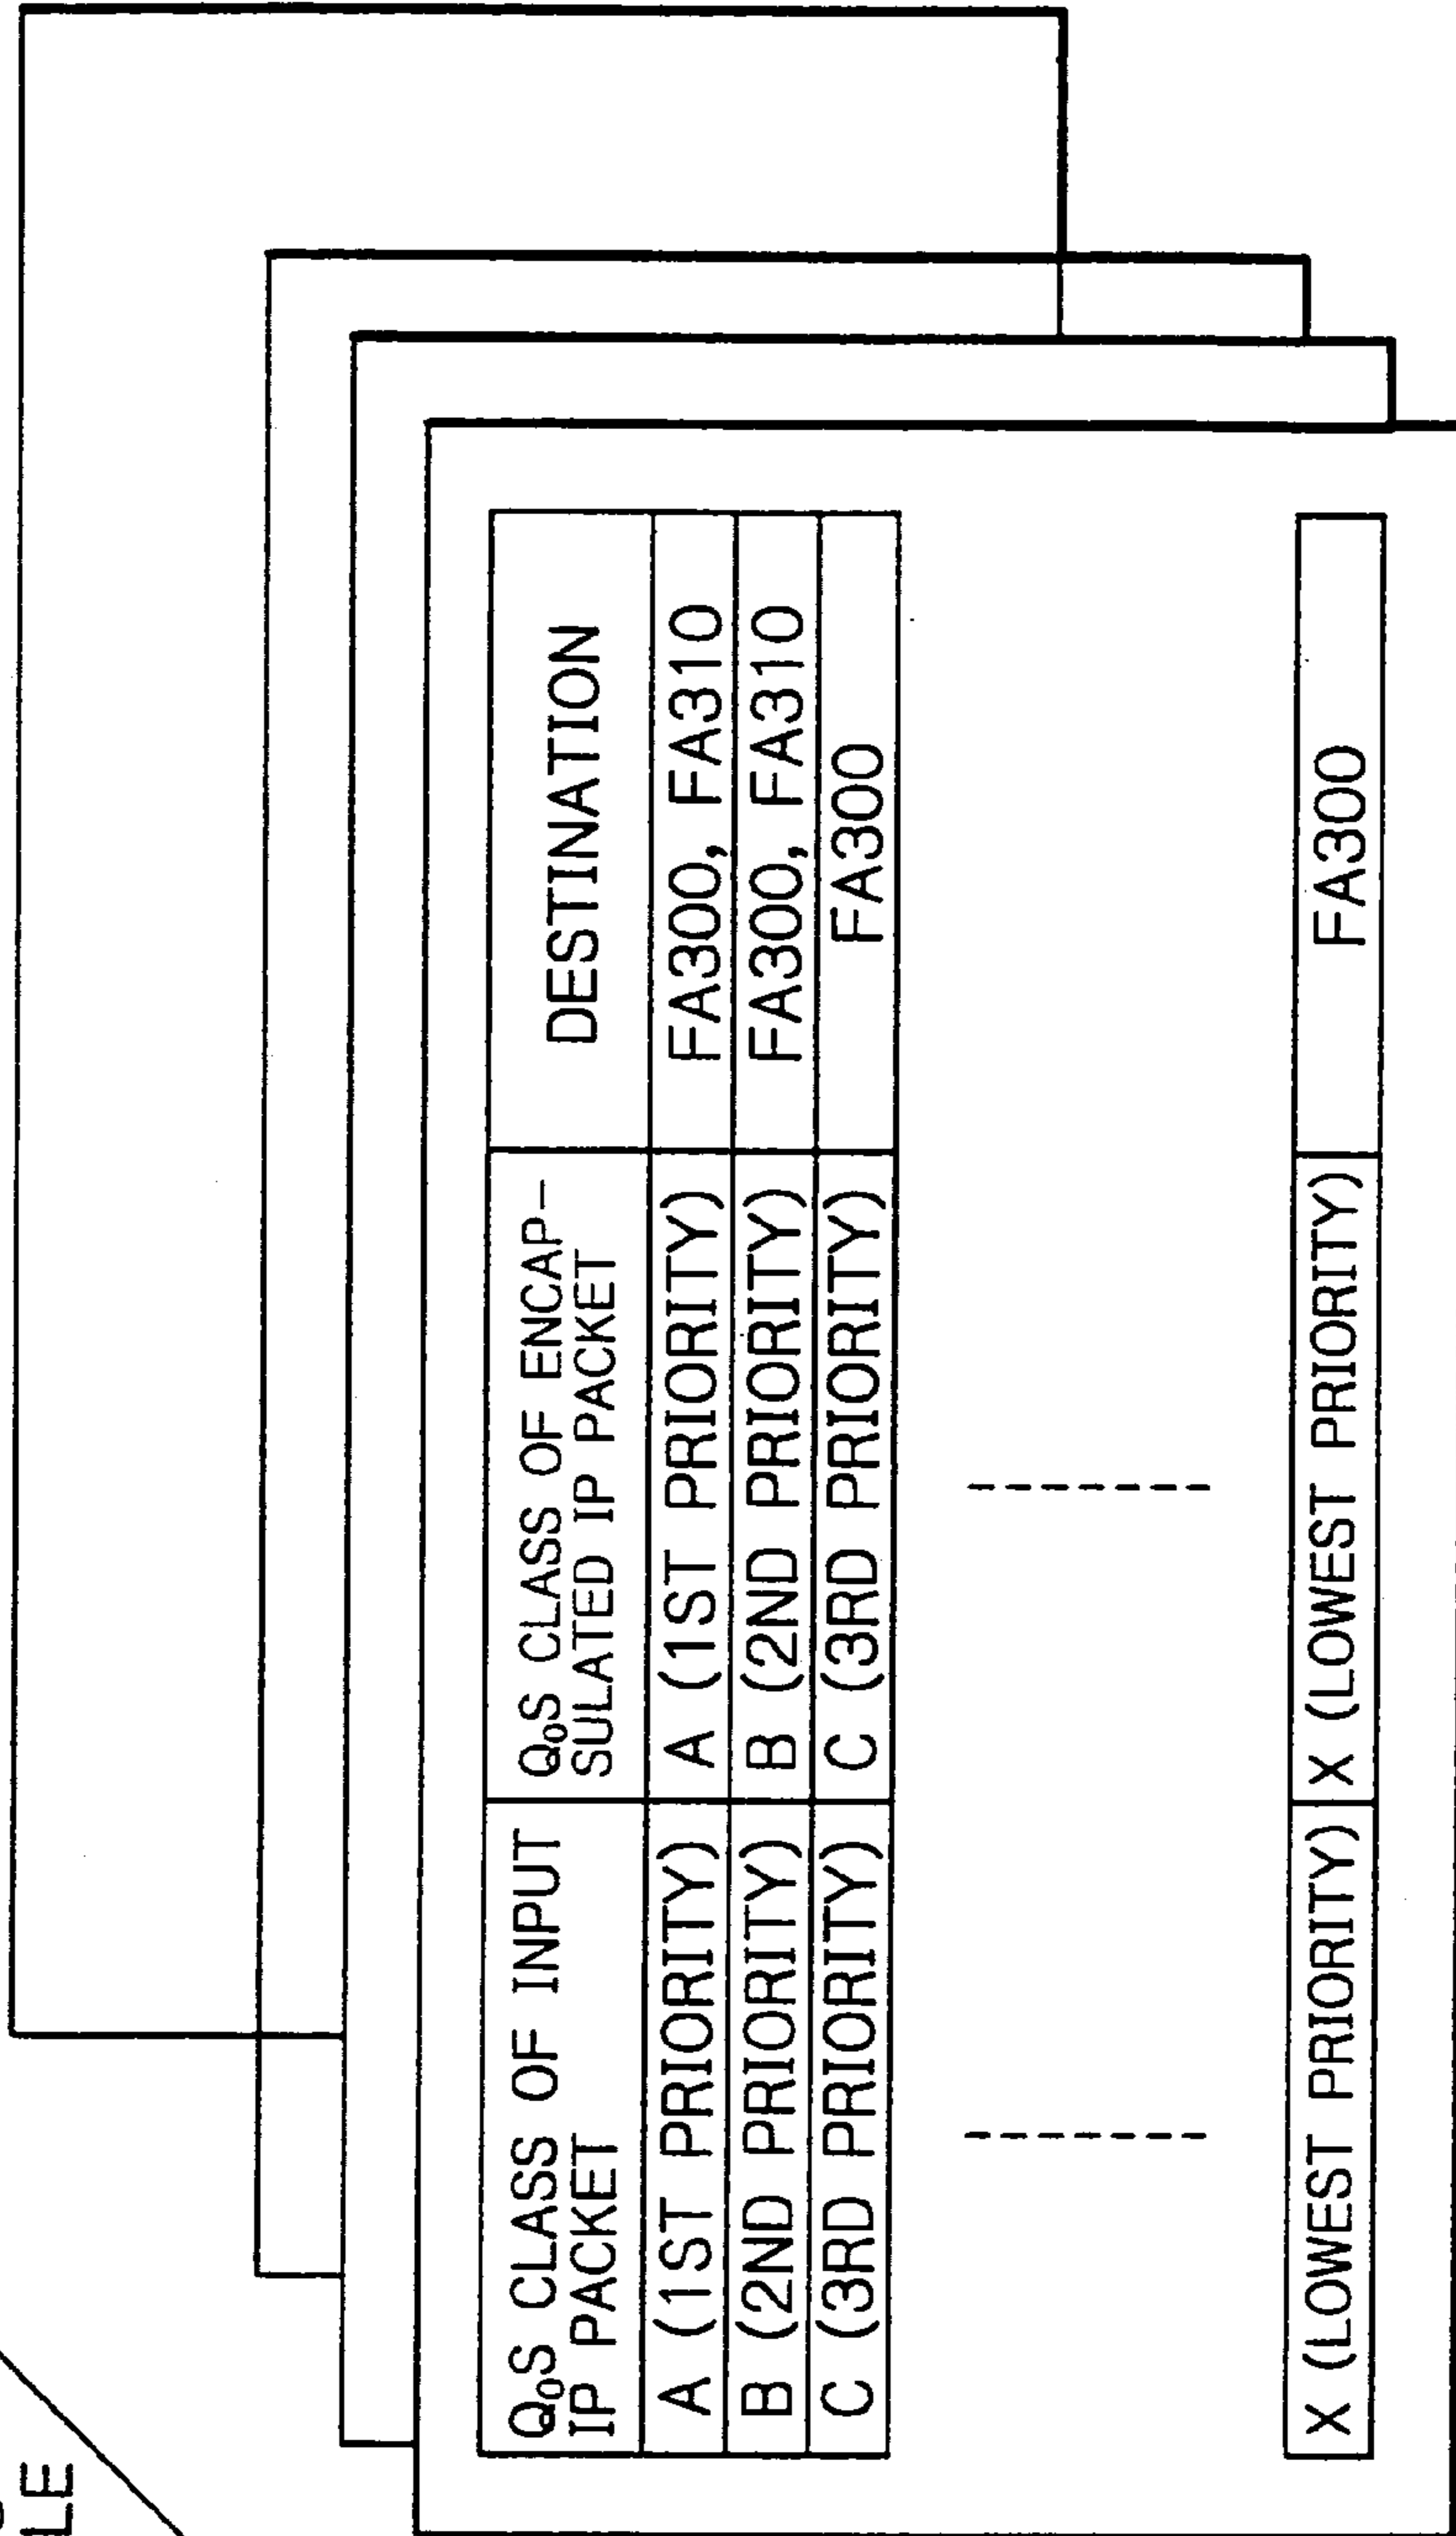 LE
QoS CLASS OF INPUT
IP PACKET
QoS CLASS OF ENCAP-
SULATED IP PACKET
DESTINATION
A (1ST PRIORITY) A (1ST PRIORITY) FA300, FA310
B (2ND PRIORITY) B (2ND PRIORITY) FA300, FA310
C (3RD PRIORITY) C (3RD PRIORITY) FA300
X (LOWEST PRIORITY) X (LOWEST PRIORITY) FA300